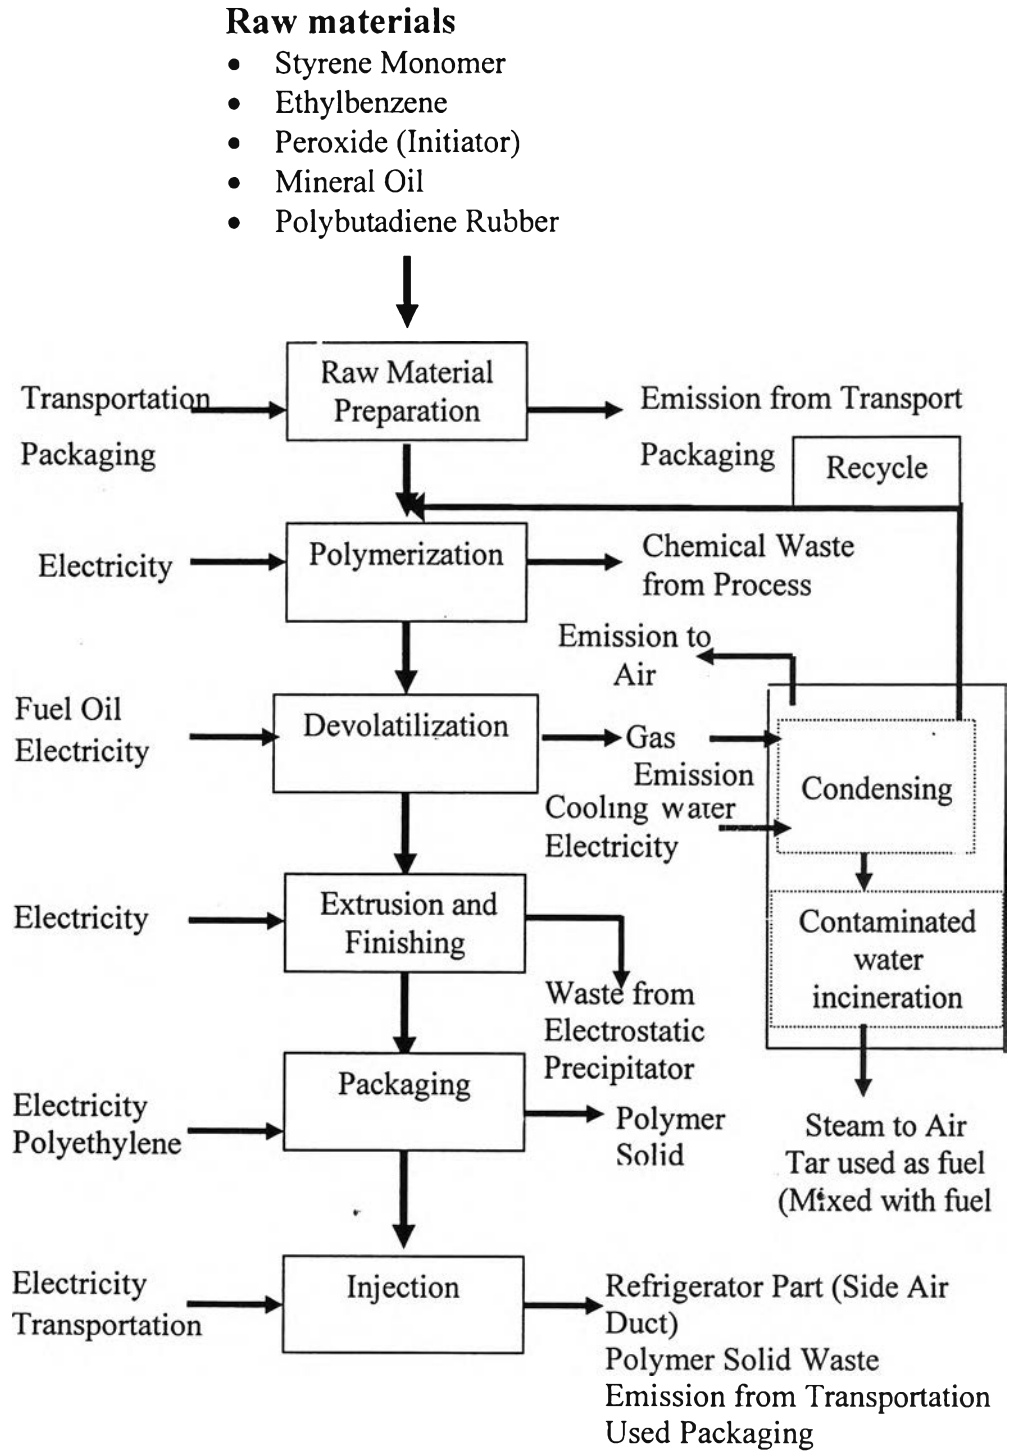 Raw materials
• Styrene Monomer
• Ethylbenzene
• Peroxide (Initiator)
• Mineral Oil
• Polybutadiene Rubber
Raw Material
Preparation
Transportation
Packaging
Emission from Transport
Packaging
Recycle
Electricity
Polymerization
Chemical Waste
from Process
Emission to
Air
Fuel Oil
Electricity
Devolatilization
Gas
Emission
Cooling water
Electricity
Condensing
Electricity
Extrusion and
Finishing
Waste from
Electrostatic
Precipitator
Contaminated
water
incineration
Electricity
Polyethylene
Packaging
Polymer
Solid
Steam to Air
Tar used as fuel
(Mixed with fuel
Electricity
Transportation
Injection
Refrigerator Part (Side Air
Duct)
Polymer Solid Waste
Emission from Transportation
Used Packaging